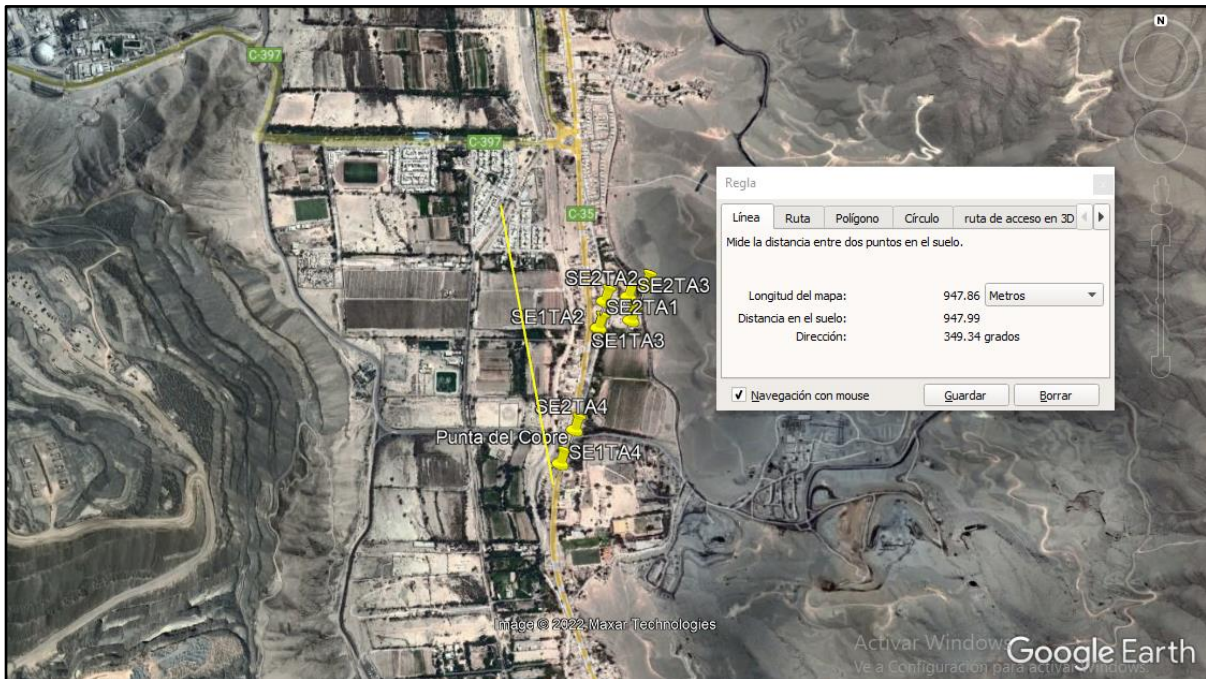 N
C-397
C-397
C-35
Regla
Línea Ruta Polígono Círculo ruta de acceso en 3D
Mide la distancia entre dos puntos en el suelo.
Longitud del mapa: 947.86 Metros
Distancia en el suelo: 947.99
Dirección: 349.34 grados
Navegación con mouse Guardar Borrar
SE2TA2
SE2TA3
SE2TA1
SE1TA2
SE1TA3
SE2TA4
Punta del Cobre
SE1TA4
Image © 2022 Maxar Technologies
Activar Windows
Ve a Configuración para activar Windows.
Google Earth